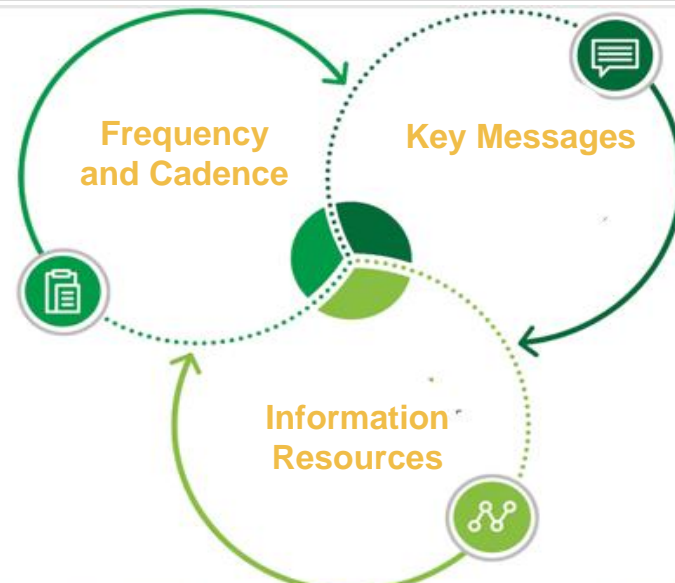 Frequency
and Cadence
Key Messages
Information
Resources